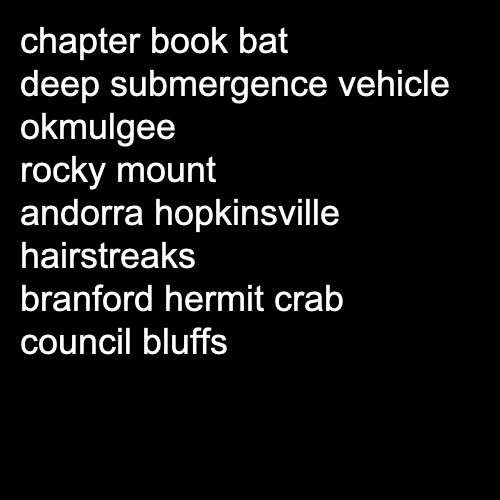 chapter book bat
deep submergence vehicle
okmulgee
rocky mount
andorra hopkinsville
hairstreaks
branford hermit crab
council bluffs